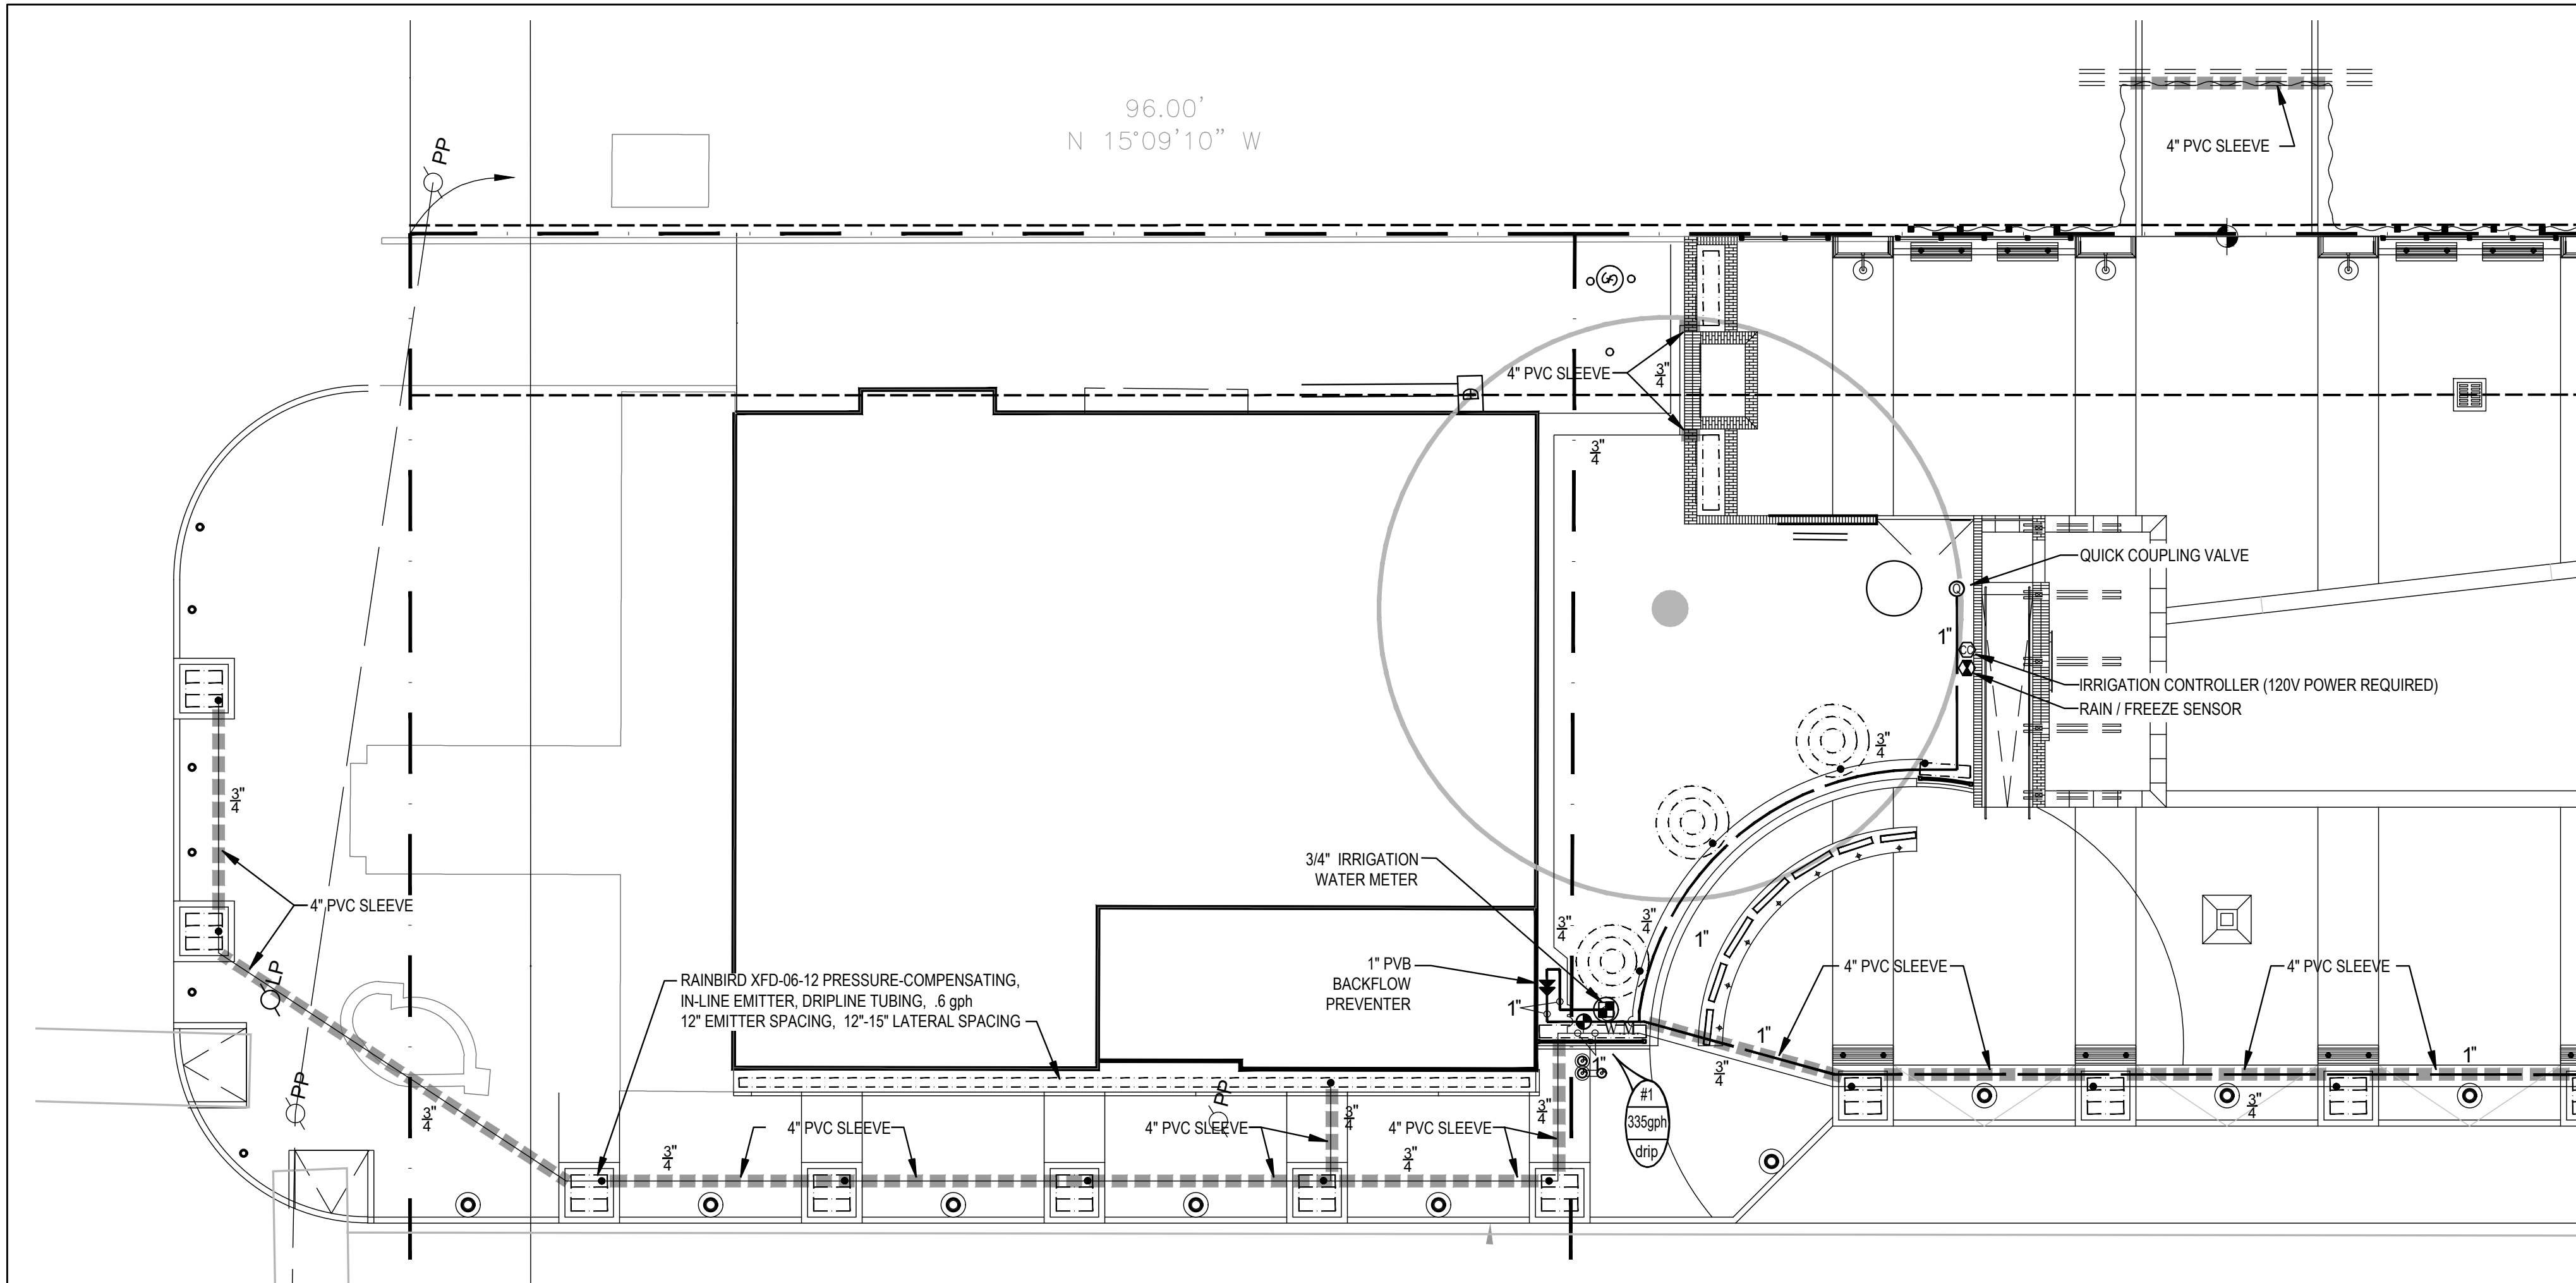 96.00'
N 15°09'10" W
PP
4" PVC SLEEVE
S
D
4" PVC SLEEVE
3/4"
3/4"
QUICK COUPLING VALVE
Q
1"
CO
IRRIGATION CONTROLLER (120V POWER REQUIRED)
RAIN / FREEZE SENSOR
3/4"
3/4"
4" PVC SLEEVE
3/4" IRRIGATION
WATER METER
3/4"
3/4"
1"
1" PVB
BACKFLOW
PREVENTER
1"
W.M.
LP
RAINBIRD XFD-06-12 PRESSURE-COMPENSATING,
IN-LINE EMITTER, DRIPLINE TUBING, .6 gph
12" EMITTER SPACING, 12"-15" LATERAL SPACING
4" PVC SLEEVE
4" PVC SLEEVE
1"
1"
1"
3/4"
3/4"
PP
PP
#1
335gph
drip
3/4"
3/4"
3/4"
4" PVC SLEEVE
4" PVC SLEEVE
4" PVC SLEEVE
3/4"
3/4"